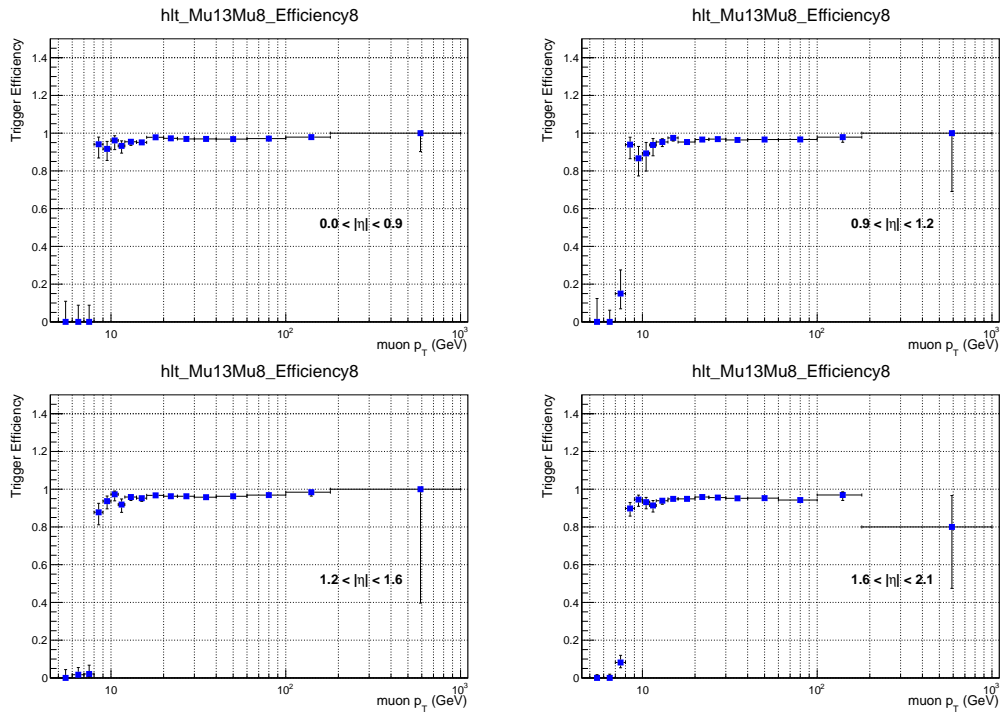 hlt_Mu13Mu8_Efficiency8
Trigger Efficiency
1.4
1.2
1
0.8
0.6
0.4
0.2
0
0.0 < |η| < 0.9
10
10²
10³
muon p_T (GeV)
hlt_Mu13Mu8_Efficiency8
Trigger Efficiency
1.4
1.2
1
0.8
0.6
0.4
0.2
0
0.9 < |η| < 1.2
10
10²
10³
muon p_T (GeV)
hlt_Mu13Mu8_Efficiency8
Trigger Efficiency
1.4
1.2
1
0.8
0.6
0.4
0.2
0
1.2 < |η| < 1.6
10
10²
10³
muon p_T (GeV)
hlt_Mu13Mu8_Efficiency8
Trigger Efficiency
1.4
1.2
1
0.8
0.6
0.4
0.2
0
1.6 < |η| < 2.1
10
10²
10³
muon p_T (GeV)